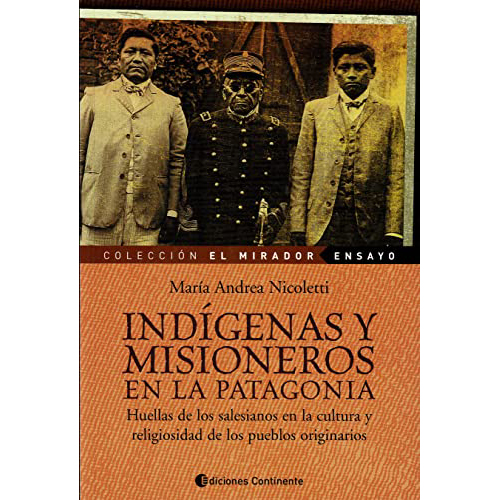 COLECCIÓN EL MIRADOR ENSAYO
María Andrea Nicoletti
INDÍGENAS Y
MISIONEROS
EN LA PATAGONIA
Huellas de los salesianos en la cultura y
religiosidad de los pueblos originarios
Ediciones Continente